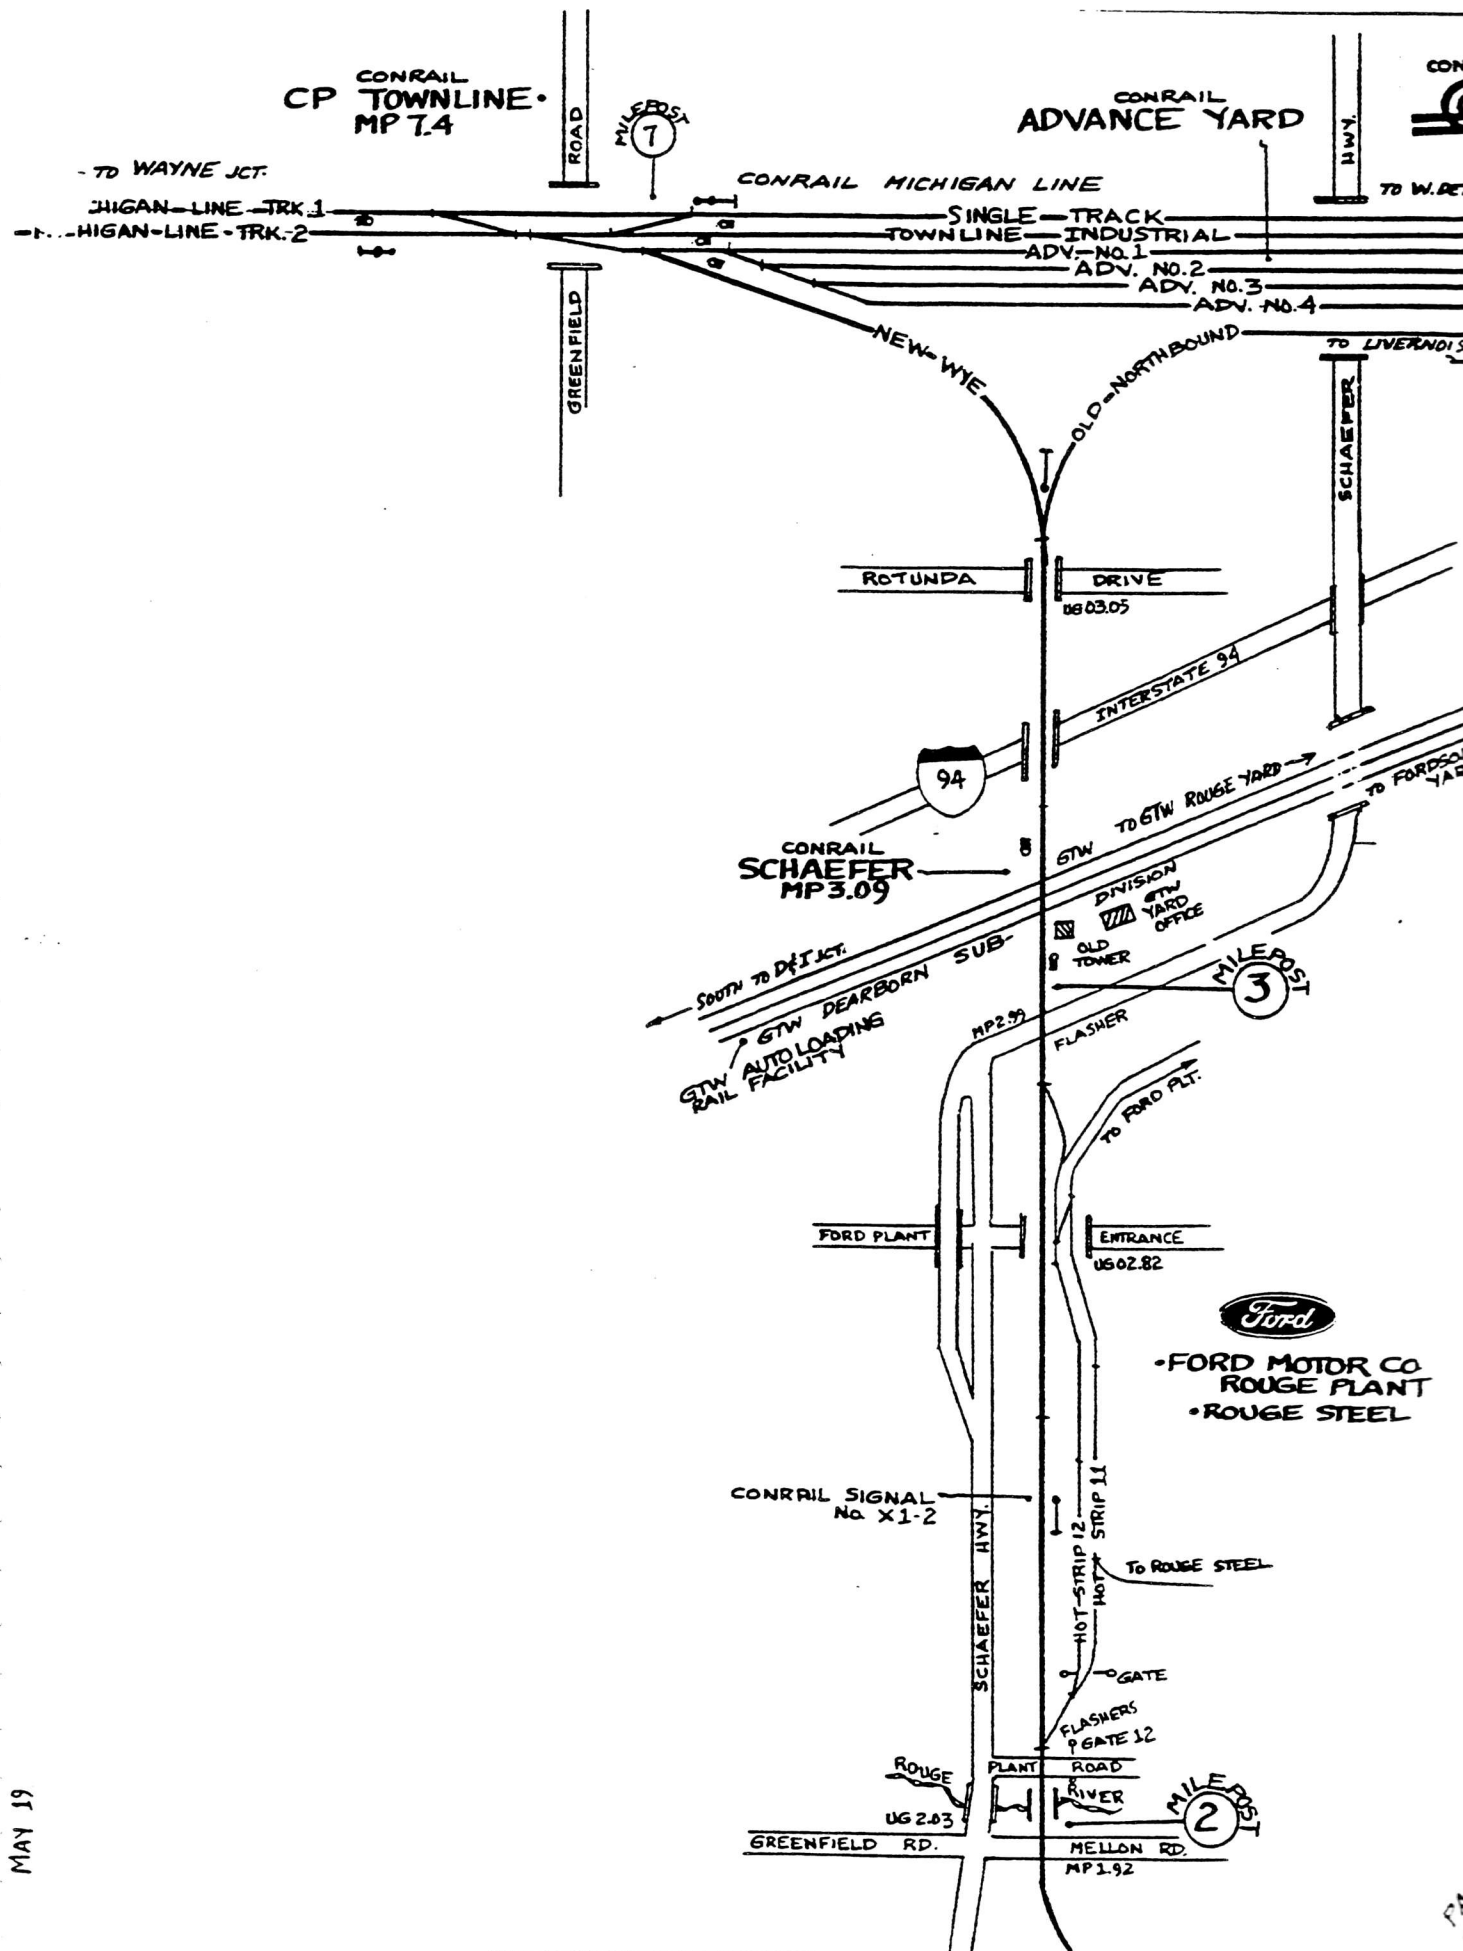 CONRAIL
CP TOWNLINE
MP 7.4
ROAD
MILEPOST
7
CONRAIL
ADVANCE YARD
HWY.
CON
- TO WAYNE JCT.
CONRAIL MICHIGAN LINE
TO W. DE
HIGAN-LINE-TRK.1
HIGAN-LINE-TRK-2
SINGLE-TRACK
TOWNLINE-INDUSTRIAL
ADV.-NO.1
ADV. NO.2
ADV. NO.3
ADV. NO.4
GREENFIELD
NEW-WYE
OLD-NORTHBOUND
TO LIVERNOIS
SCHAEFER
ROTUNDA
DRIVE
UG 03.05
INTERSTATE 94
94
TO GTW ROUGE YARD
TO FORDSO
YAR
CONRAIL
SCHAEFER
MP 3.09
GTW
DIVISION
GTW
YARD
OFFICE
OLD
TOWER
SUB-
SOUTH TO D&I JCT.
GTW DEARBORN
MILEPOST
3
GTW AUTO LOADING
RAIL FACILITY
MP 2.99
FLASHER
TO FORD PLT.
FORD PLANT
ENTRANCE
UG 02.82
Ford
•FORD MOTOR CO
ROUGE PLANT
•ROUGE STEEL
CONRAIL SIGNAL
No. X1-2
SCHAEFER HWY.
HOT-STRIP 12
HOT STRIP 11
TO ROUGE STEEL
GATE
FLASHERS
GATE 12
ROUGE
PLANT ROAD
RIVER
UG 2.03
MILEPOST
2
GREENFIELD RD.
MELLON RD.
MP 1.92
MAY 19